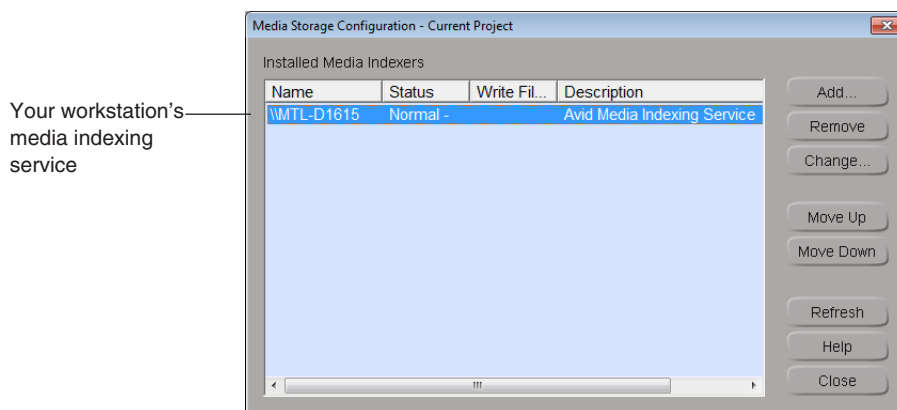 Media Storage Configuration - Current Project
Installed Media Indexers
Name Status Write Fil... Description
\\MTL-D1615 Normal - Avid Media Indexing Service
Your workstation's
media indexing
service
Add...
Remove
Change...
Move Up
Move Down
Refresh
Help
Close